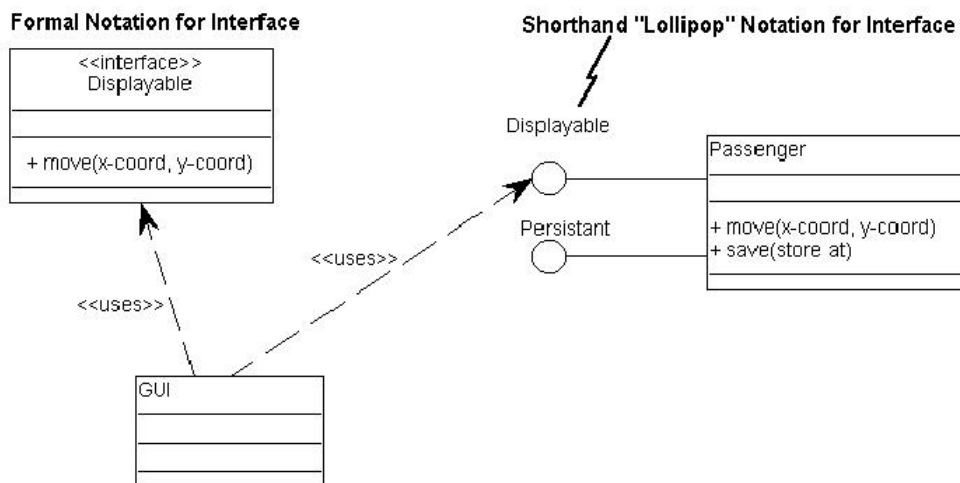 Formal Notation for Interface
Shorthand "Lollipop" Notation for Interface
<<interface>>
Displayable
+ move(x-coord, y-coord)
Displayable
Persistant
Passenger
+ move(x-coord, y-coord)
+ save(store at)
<<uses>>
<<uses>>
GUI